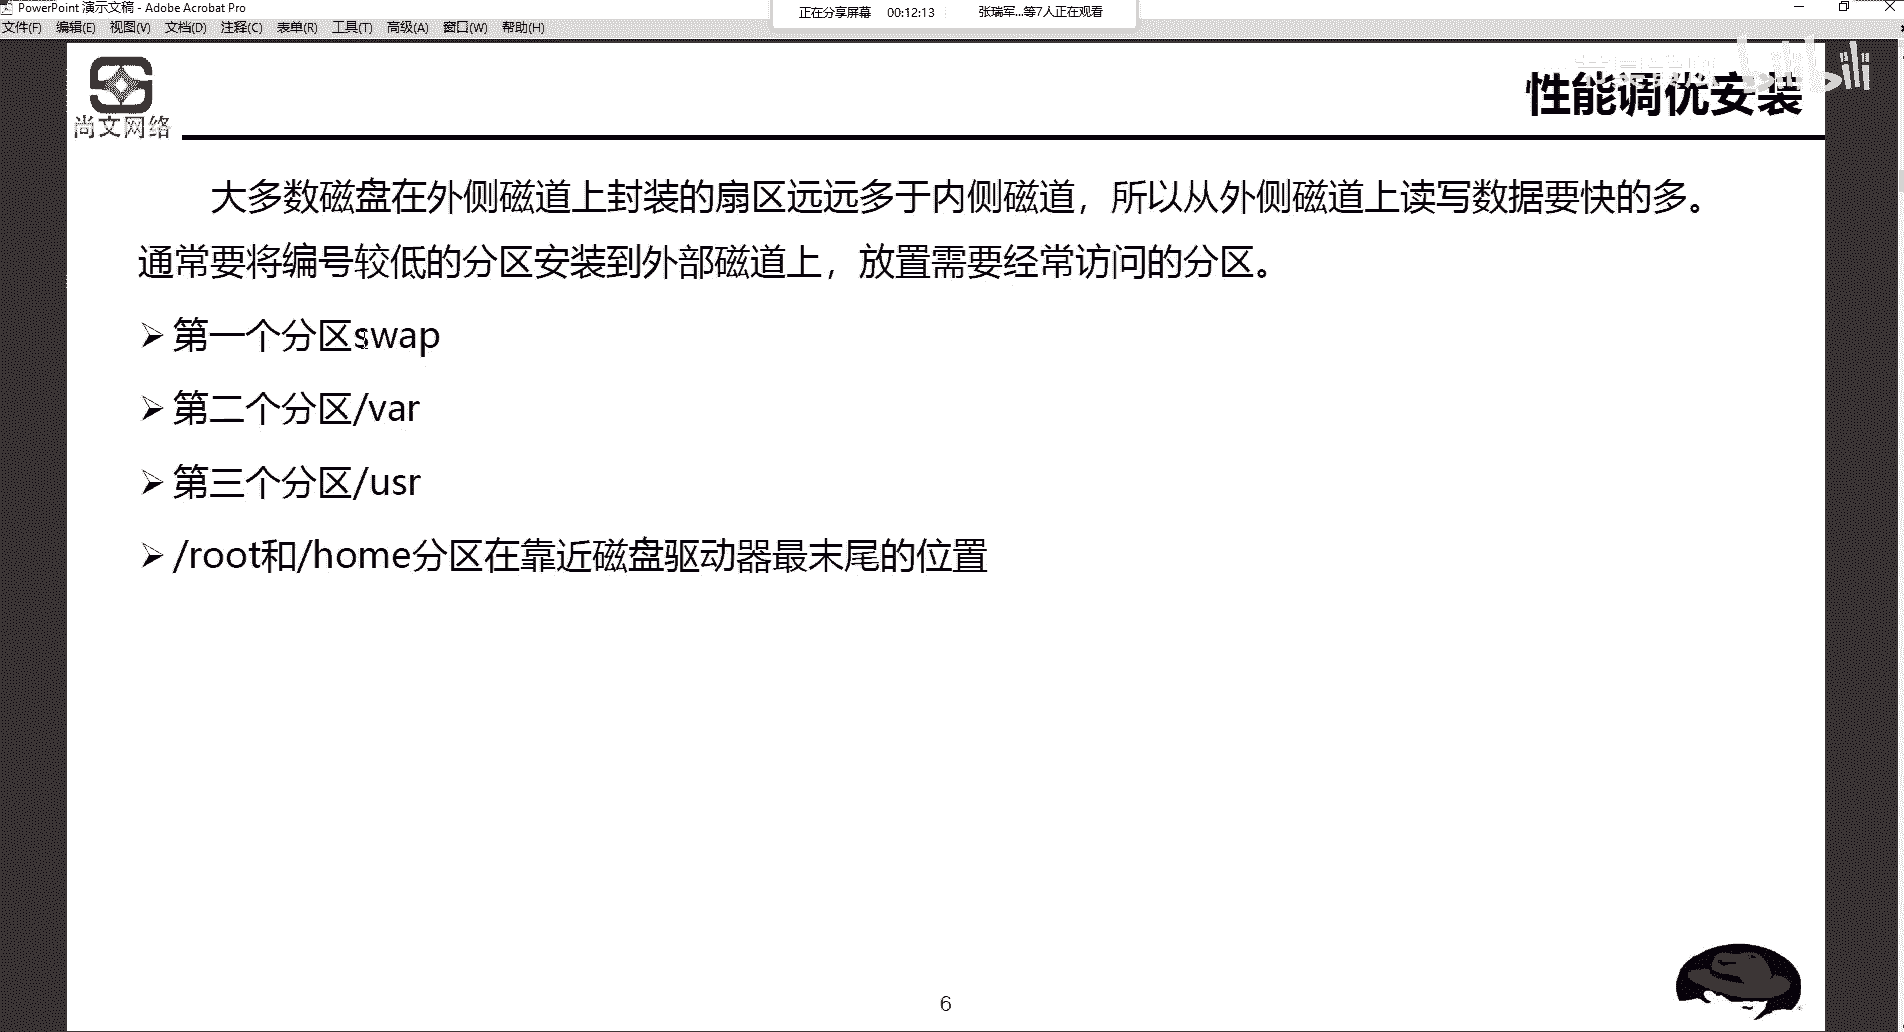 PowerPoint 演示文稿 - Adobe Acrobat Pro
正在分享屏幕 00:12:13 张瑞军...等7人正在观看
文件(F) 编辑(E) 视图(V) 文档(D) 注释(C) 表单(R) 工具(T) 高级(A) 窗口(W) 帮助(H)
bilibili
尚文网络
性能调优安装
大多数磁盘在外侧磁道上封装的扇区远远多于内侧磁道，所以从外侧磁道上读写数据要快的多。
通常要将编号较低的分区安装到外部磁道上，放置需要经常访问的分区。
➢ 第一个分区swap
➢ 第二个分区/var
➢ 第三个分区/usr
➢ /root和/home分区在靠近磁盘驱动器最末尾的位置
6